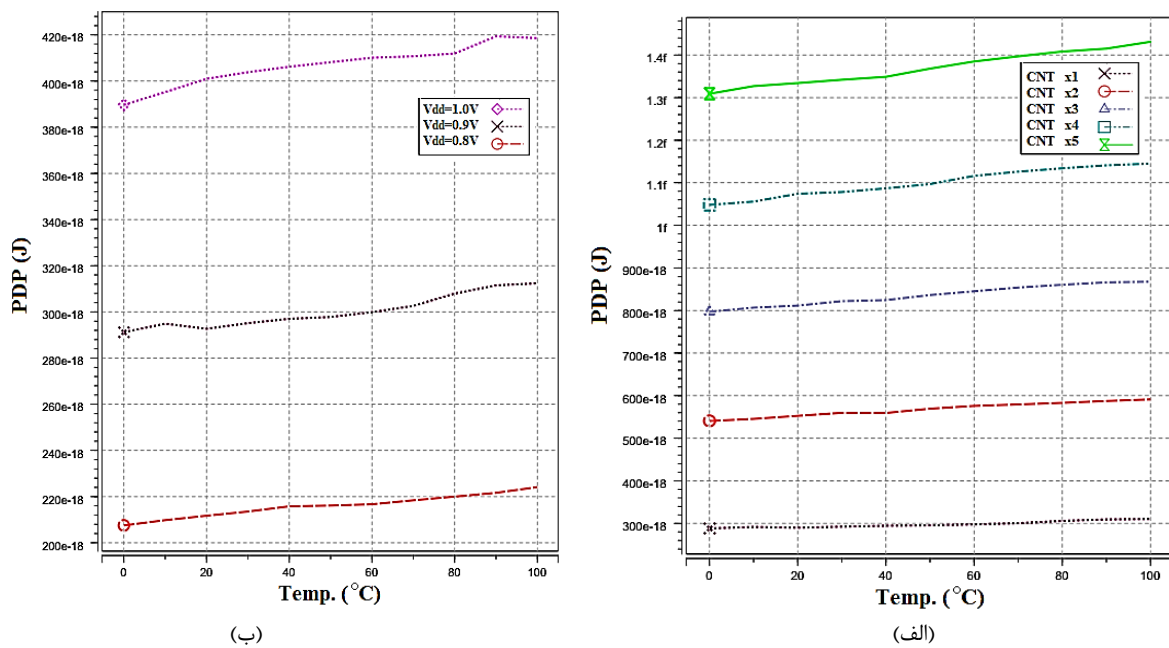 420e-18
400e-18
380e-18
360e-18
340e-18
320e-18
300e-18
280e-18
260e-18
240e-18
220e-18
200e-18
PDP (J)
Vdd=1.0V
Vdd=0.9V
Vdd=0.8V
0 20 40 60 80 100
Temp. (°C)
(ب)
1.4f
1.3f
1.2f
1.1f
1f
900e-18
800e-18
700e-18
600e-18
500e-18
400e-18
300e-18
PDP (J)
CNT x1
CNT x2
CNT x3
CNT x4
CNT x5
0 20 40 60 80 100
Temp. (°C)
(الف)